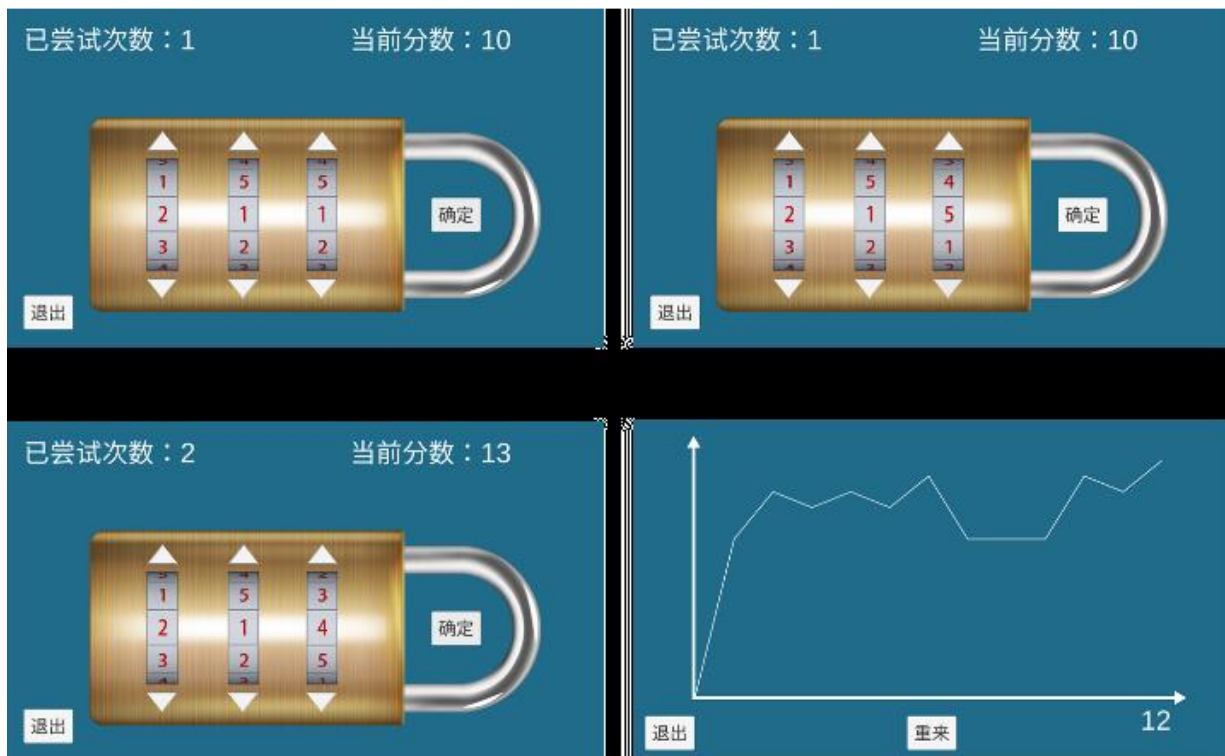 已尝试次数：1 当前分数：10
1 5 5
2 1 1 确定
3 2 2
退出
已尝试次数：1 当前分数：10
1 5 4
2 1 5 确定
3 2 1
退出
已尝试次数：2 当前分数：13
1 5 3
2 1 4 确定
3 2 5
退出
12
退出 重来